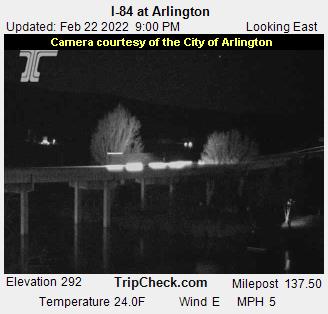 I-84 at Arlington
Updated: Feb 22 2022 9:00 PM Looking East
Camera courtesy of the City of Arlington
Elevation 292 TripCheck.com Milepost 137.50
Temperature 24.0F Wind E MPH 5